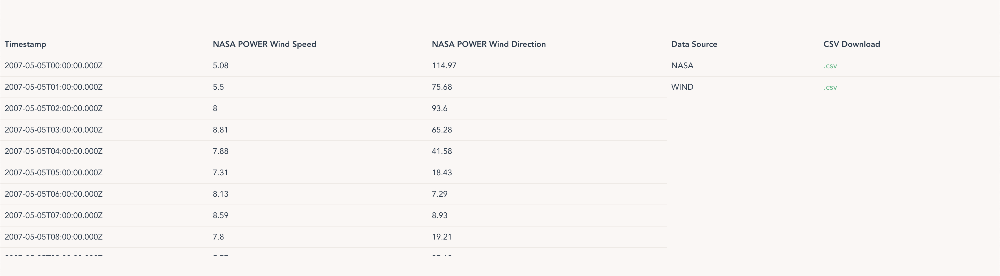 Timestamp NASA POWER Wind Speed NASA POWER Wind Direction Data Source CSV Download
2007-05-05T00:00:00.000Z 5.08 114.97 NASA .csv
2007-05-05T01:00:00.000Z 5.5 75.68 WIND .csv
2007-05-05T02:00:00.000Z 8 93.6
2007-05-05T03:00:00.000Z 8.81 65.28
2007-05-05T04:00:00.000Z 7.88 41.58
2007-05-05T05:00:00.000Z 7.31 18.43
2007-05-05T06:00:00.000Z 8.13 7.29
2007-05-05T07:00:00.000Z 8.59 8.93
2007-05-05T08:00:00.000Z 7.8 19.21